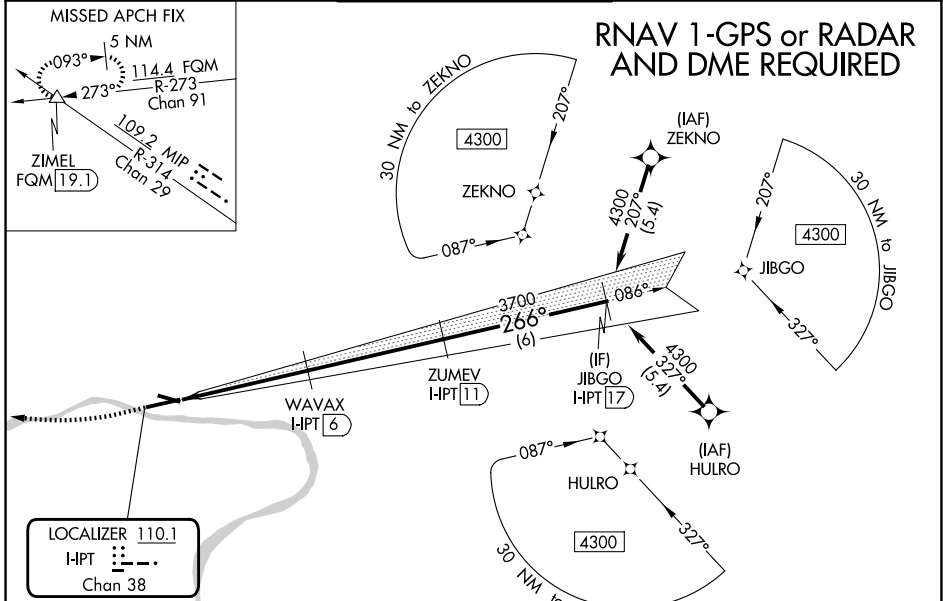 MISSED APCH FIX
5 NM
093°
273°
114.4 FQM
R-273
Chan 91
109.2 MIP
R-314
Chan 29
ZIMEL
FQM 19.1
RNAV 1-GPS or RADAR
AND DME REQUIRED
30 NM to ZEKNO
4300
207°
ZEKNO
087°
(IAF)
ZEKNO
4300
207°
(5.4)
207°
30 NM to JIBGO
4300
JIBGO
327°
3700
266°
(6)
086°
(IF)
JIBGO
I-IPT 17
ZUMEV
I-IPT 11
WAVAX
I-IPT 6
4300
327°
(5.4)
(IAF)
HULRO
087°
HULRO
327°
4300
30 NM to
LOCALIZER 110.1
I-IPT
Chan 38